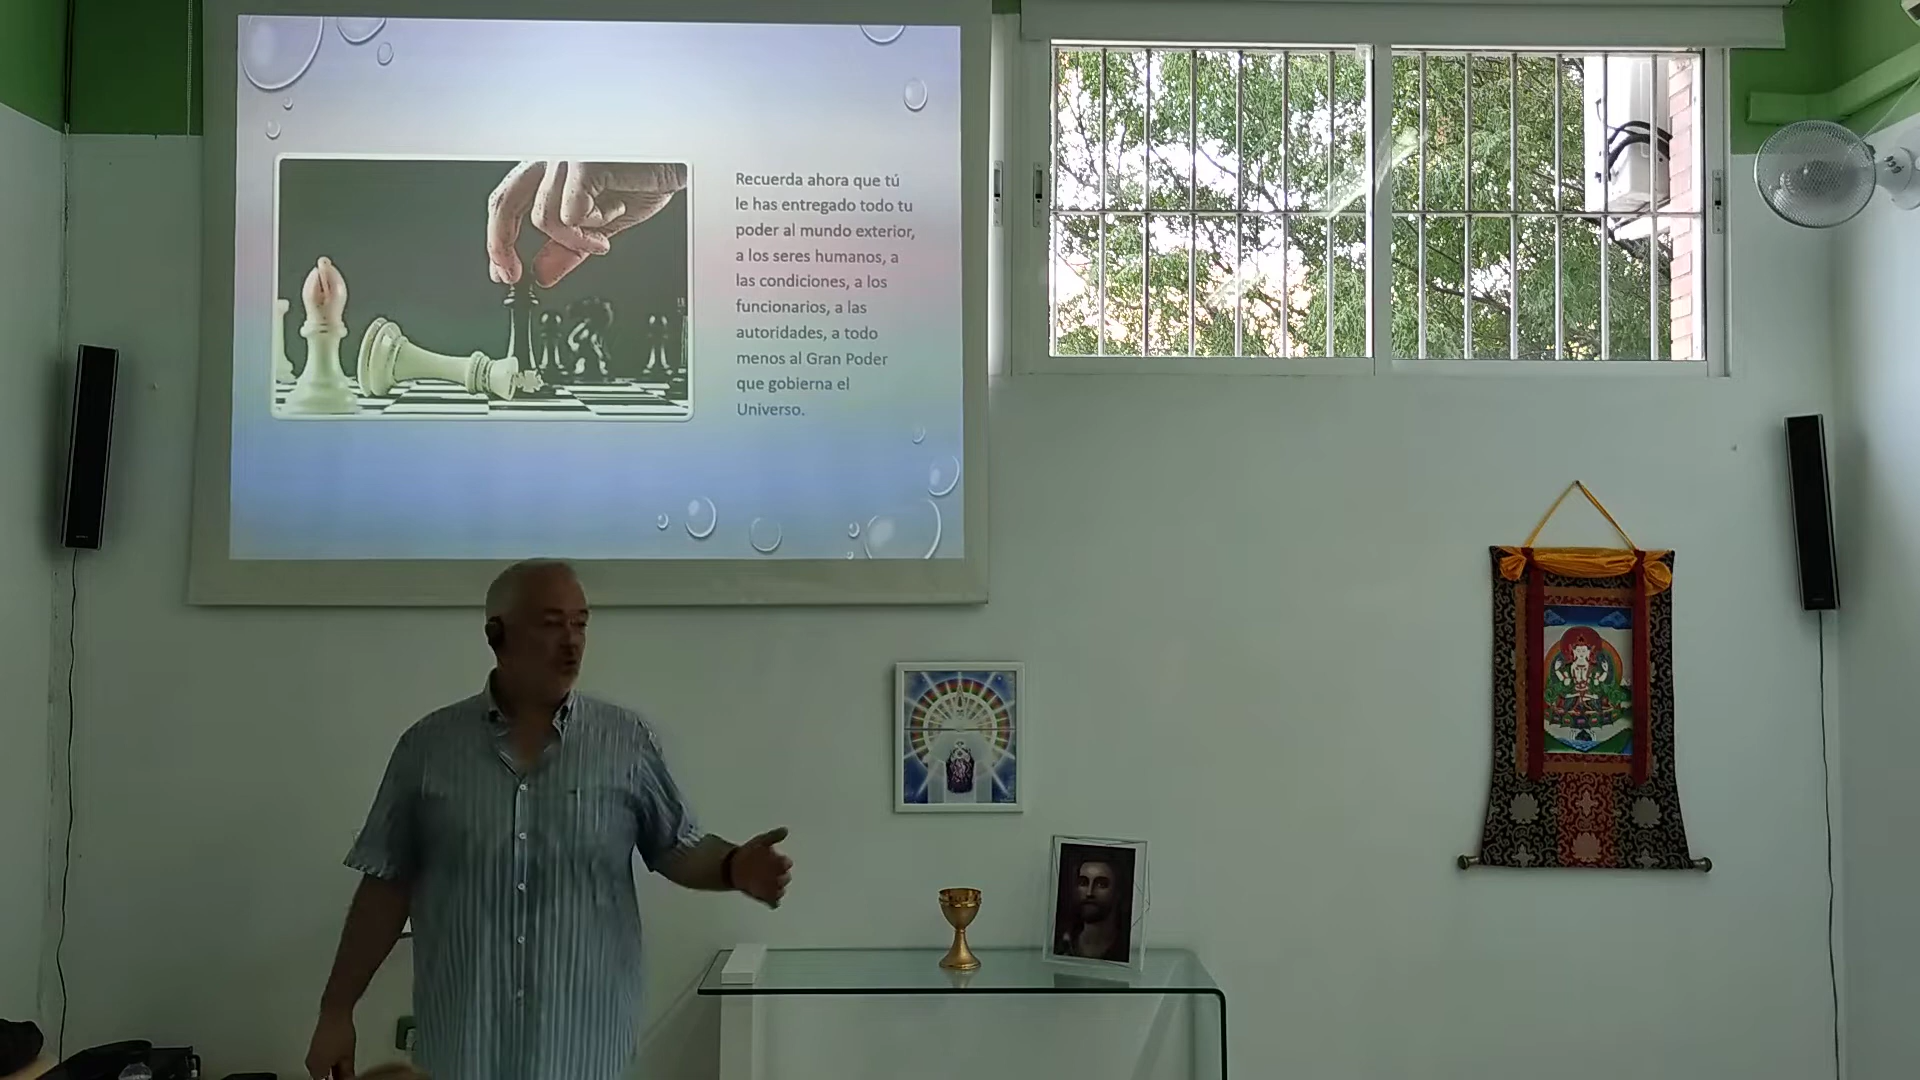 Recuerda ahora que tú
le has entregado todo tu
poder al mundo exterior,
a los seres humanos, a
las condiciones, a los
funcionarios, a las
autoridades, a todo
menos al Gran Poder
que gobierna el
Universo.